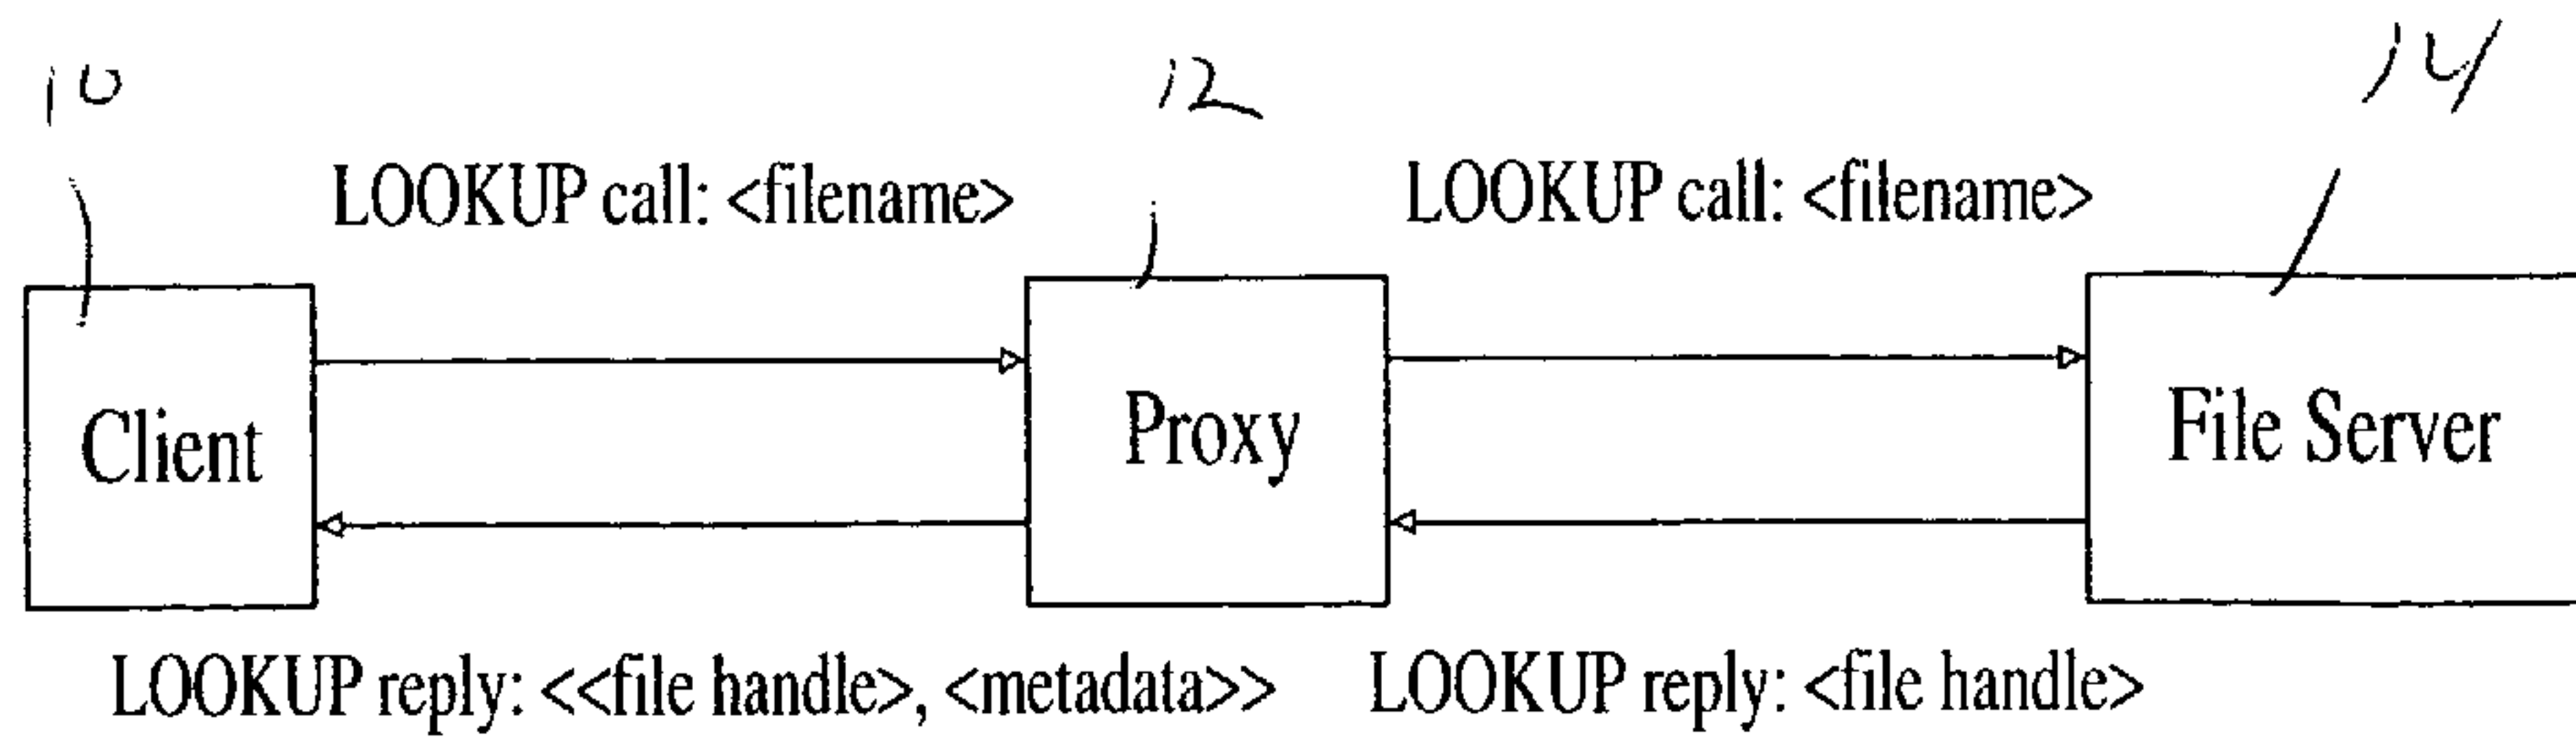 10
12
14
LOOKUP call: <filename>
LOOKUP call: <filename>
Client
Proxy
File Server
LOOKUP reply: <<file handle>, <metadata>>
LOOKUP reply: <file handle>